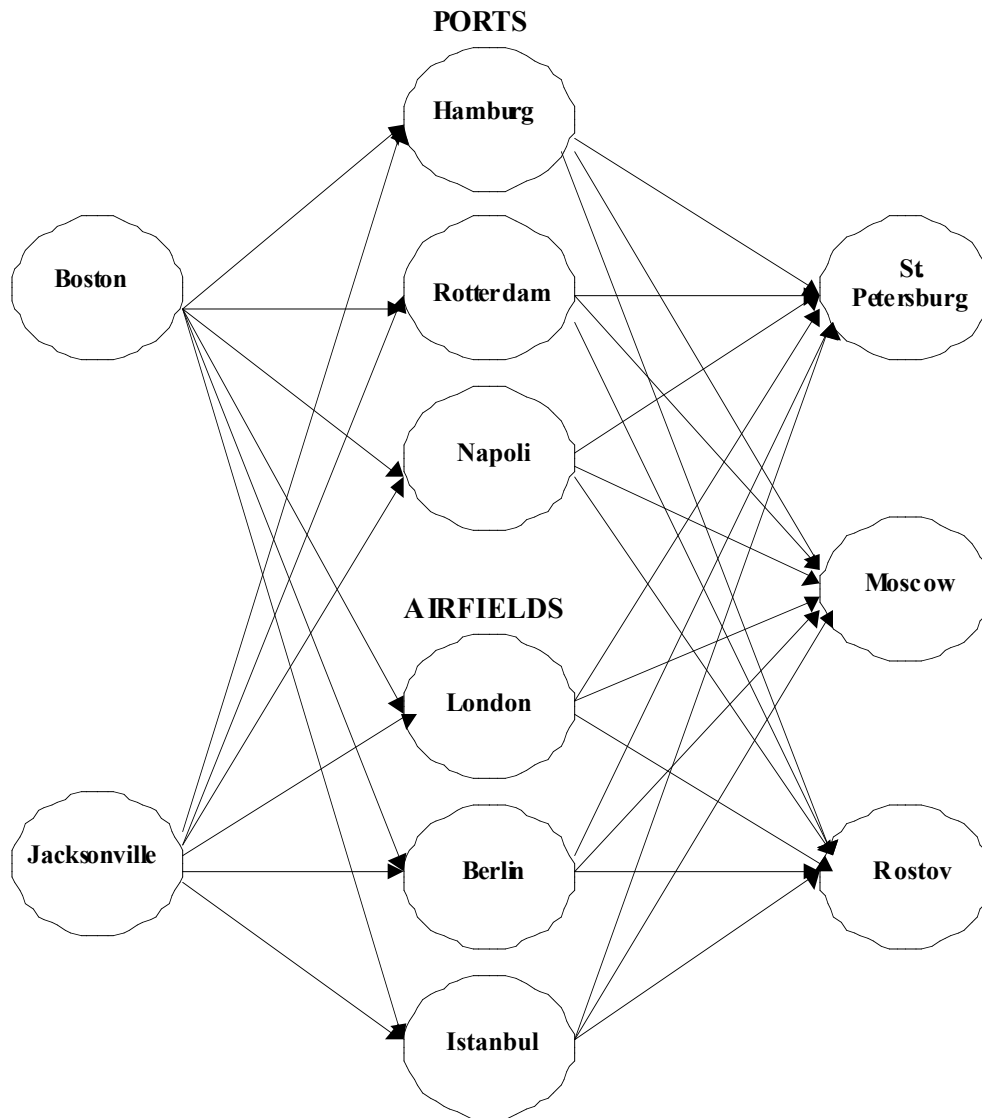 PORTS
Hamburg
Boston
Rotterdam
St.
Petersburg
Napoli
Moscow
AIRFIELDS
London
Jacksonville
Berlin
Rostov
Istanbul